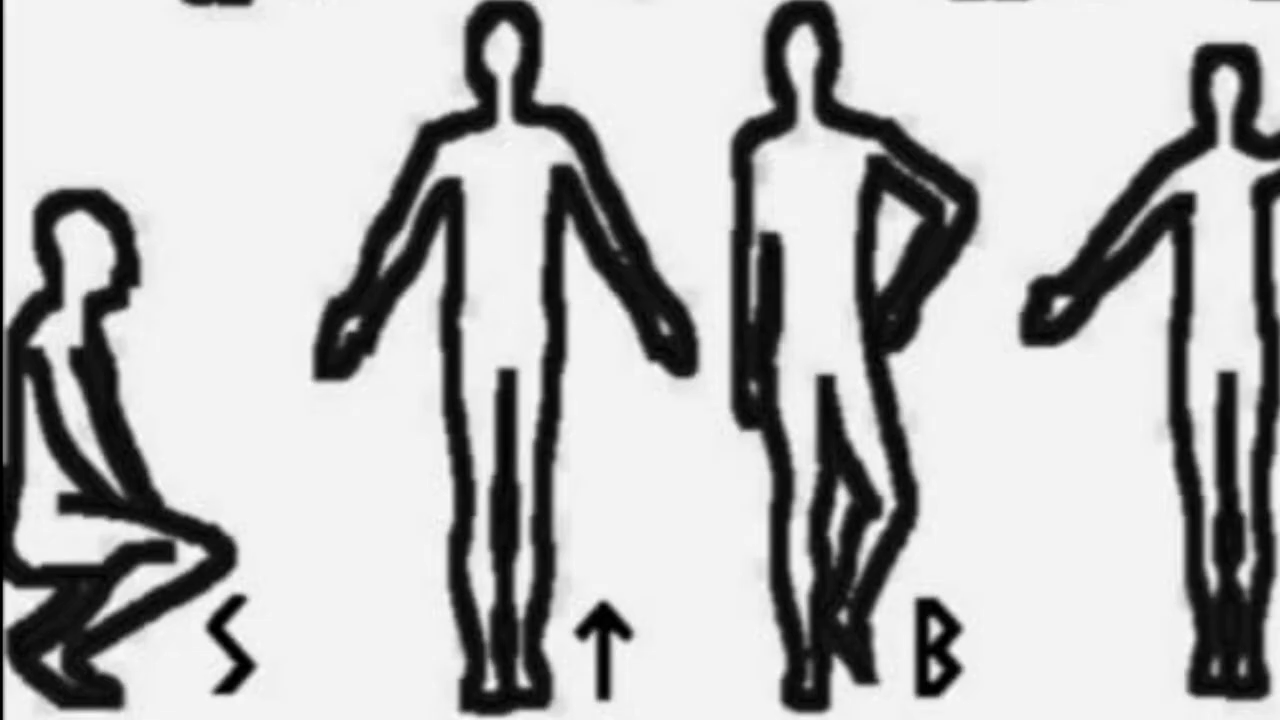 ᛊ ᛏ ᛒ